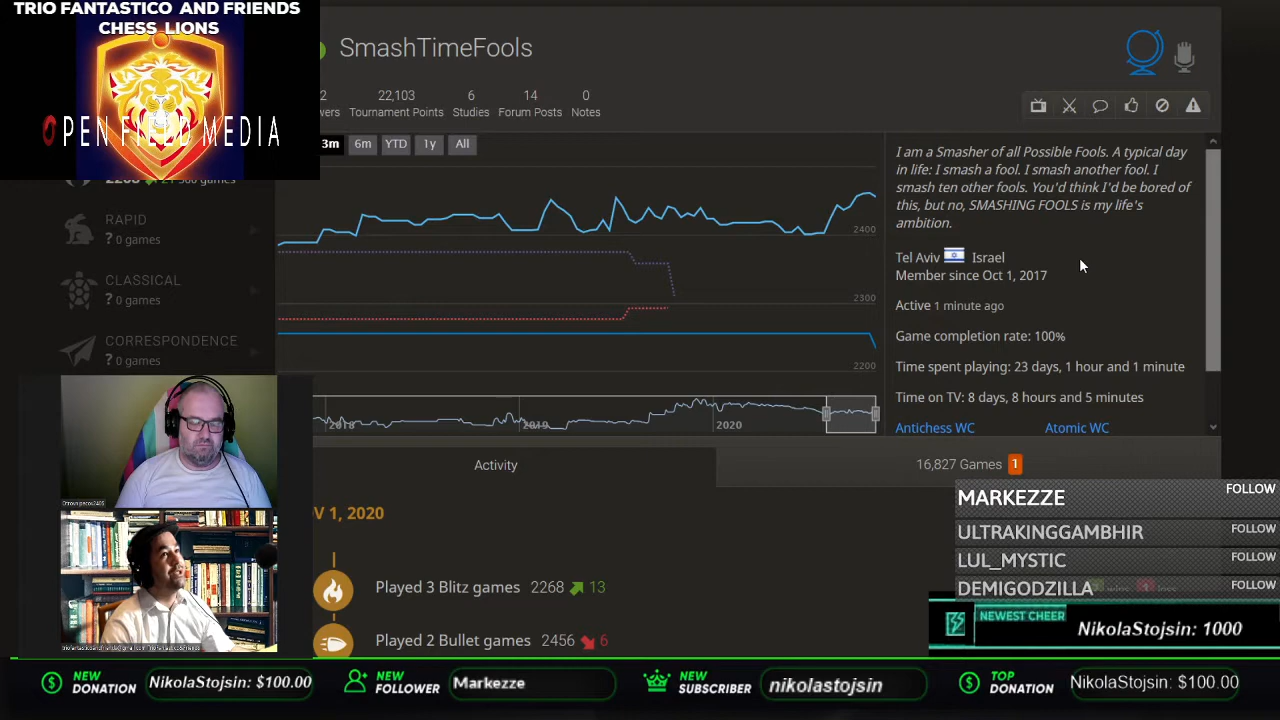 TRIO FANTASTICO AND FRIENDS
CHESS LIONS
PEN FIELD MEDIA
SmashTimeFools
22,103
6
14
0
Tournament Points
Studies
Forum Posts
Notes
3m
6m
YTD
1y
All
I am a Smasher of all Possible Fools. A typical day
in life: I smash a fool. I smash another fool. I
smash ten other fools. You'd think I'd be bored of
this, but no, SMASHING FOOLS is my life's
ambition.
Tel Aviv Israel
Member since Oct 1, 2017
Active 1 minute ago
Game completion rate: 100%
Time spent playing: 23 days, 1 hour and 1 minute
Time on TV: 8 days, 8 hours and 5 minutes
Antichess WC
Atomic WC
RAPID
? 0 games
CLASSICAL
? 0 games
CORRESPONDENCE
? 0 games
2400
2300
2200
2018
2019
2020
Activity
16,827 Games 1
V 1, 2020
Played 3 Blitz games 2268 13
Played 2 Bullet games 2456 6
MARKEZZE FOLLOW
ULTRAKINGGAMBHIR FOLLOW
LUL_MYSTIC FOLLOW
DEMIGODZILLA FOLLOW
NEWEST CHEER
NikolaStojsin: 1000
NEW
DONATION
NikolaStojsin: $100.00
NEW
FOLLOWER
Markezze
NEW
SUBSCRIBER
nikolastojsin
TOP
DONATION
NikolaStojsin: $100.00